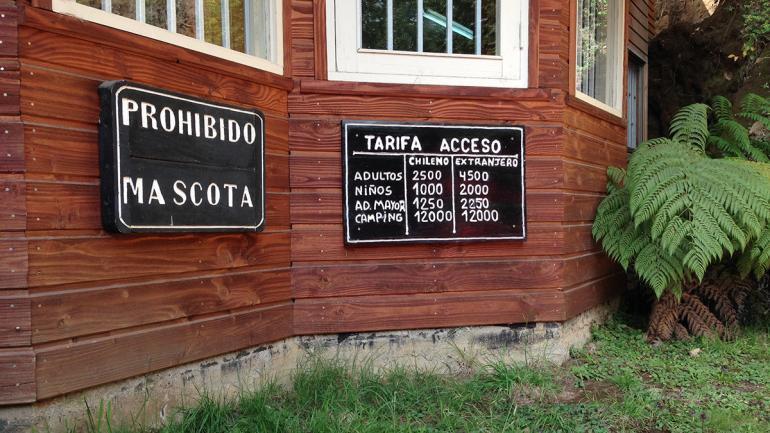 PROHIBIDO
MASCOTA
TARIFA ACCESO
CHILENO EXTRANJERO
ADULTOS 2500 4500
NIÑOS 1000 2000
AD. MAYOR 1250 2250
CAMPING 12000 12000